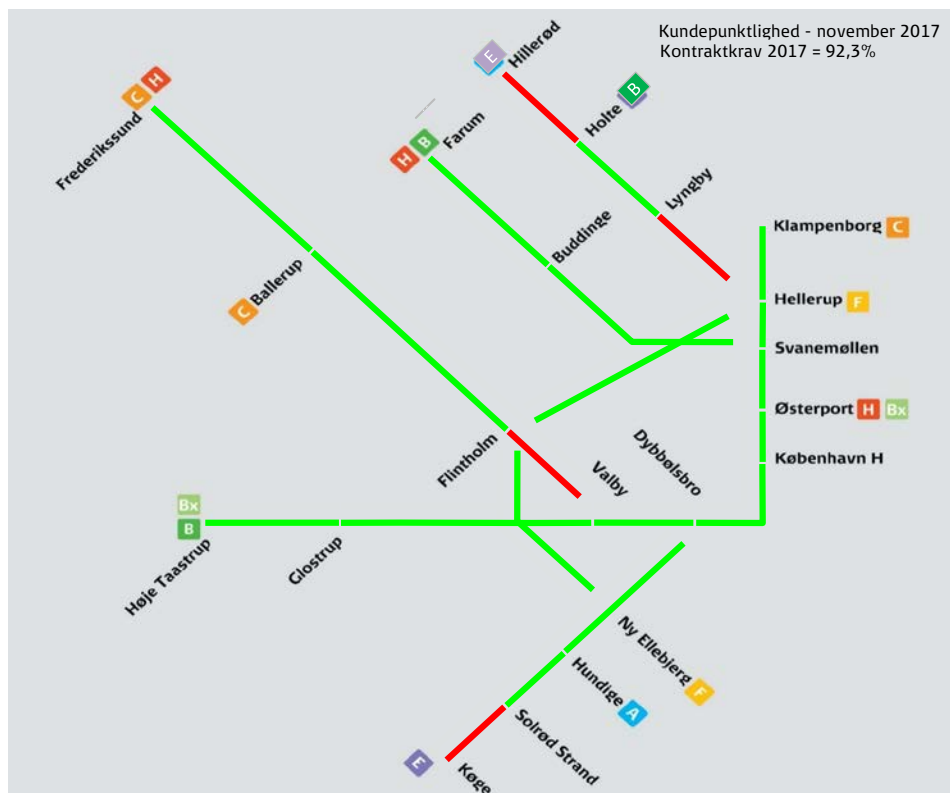 Kundepunktlighed - november 2017
Kontraktkrav 2017 = 92,3%
E
Hillerød
C
H
Frederikssund
B
Holte
H
B
Farum
Lyngby
Buddinge
Klampenborg C
C
Ballerup
Hellerup F
Svanemøllen
Østerport H Bx
København H
Flintholm
Valby
Dybbølsbro
Bx
B
Høje Taastrup
Glostrup
Ny Ellebjerg F
Hundige A
Solrød Strand
E
Køge